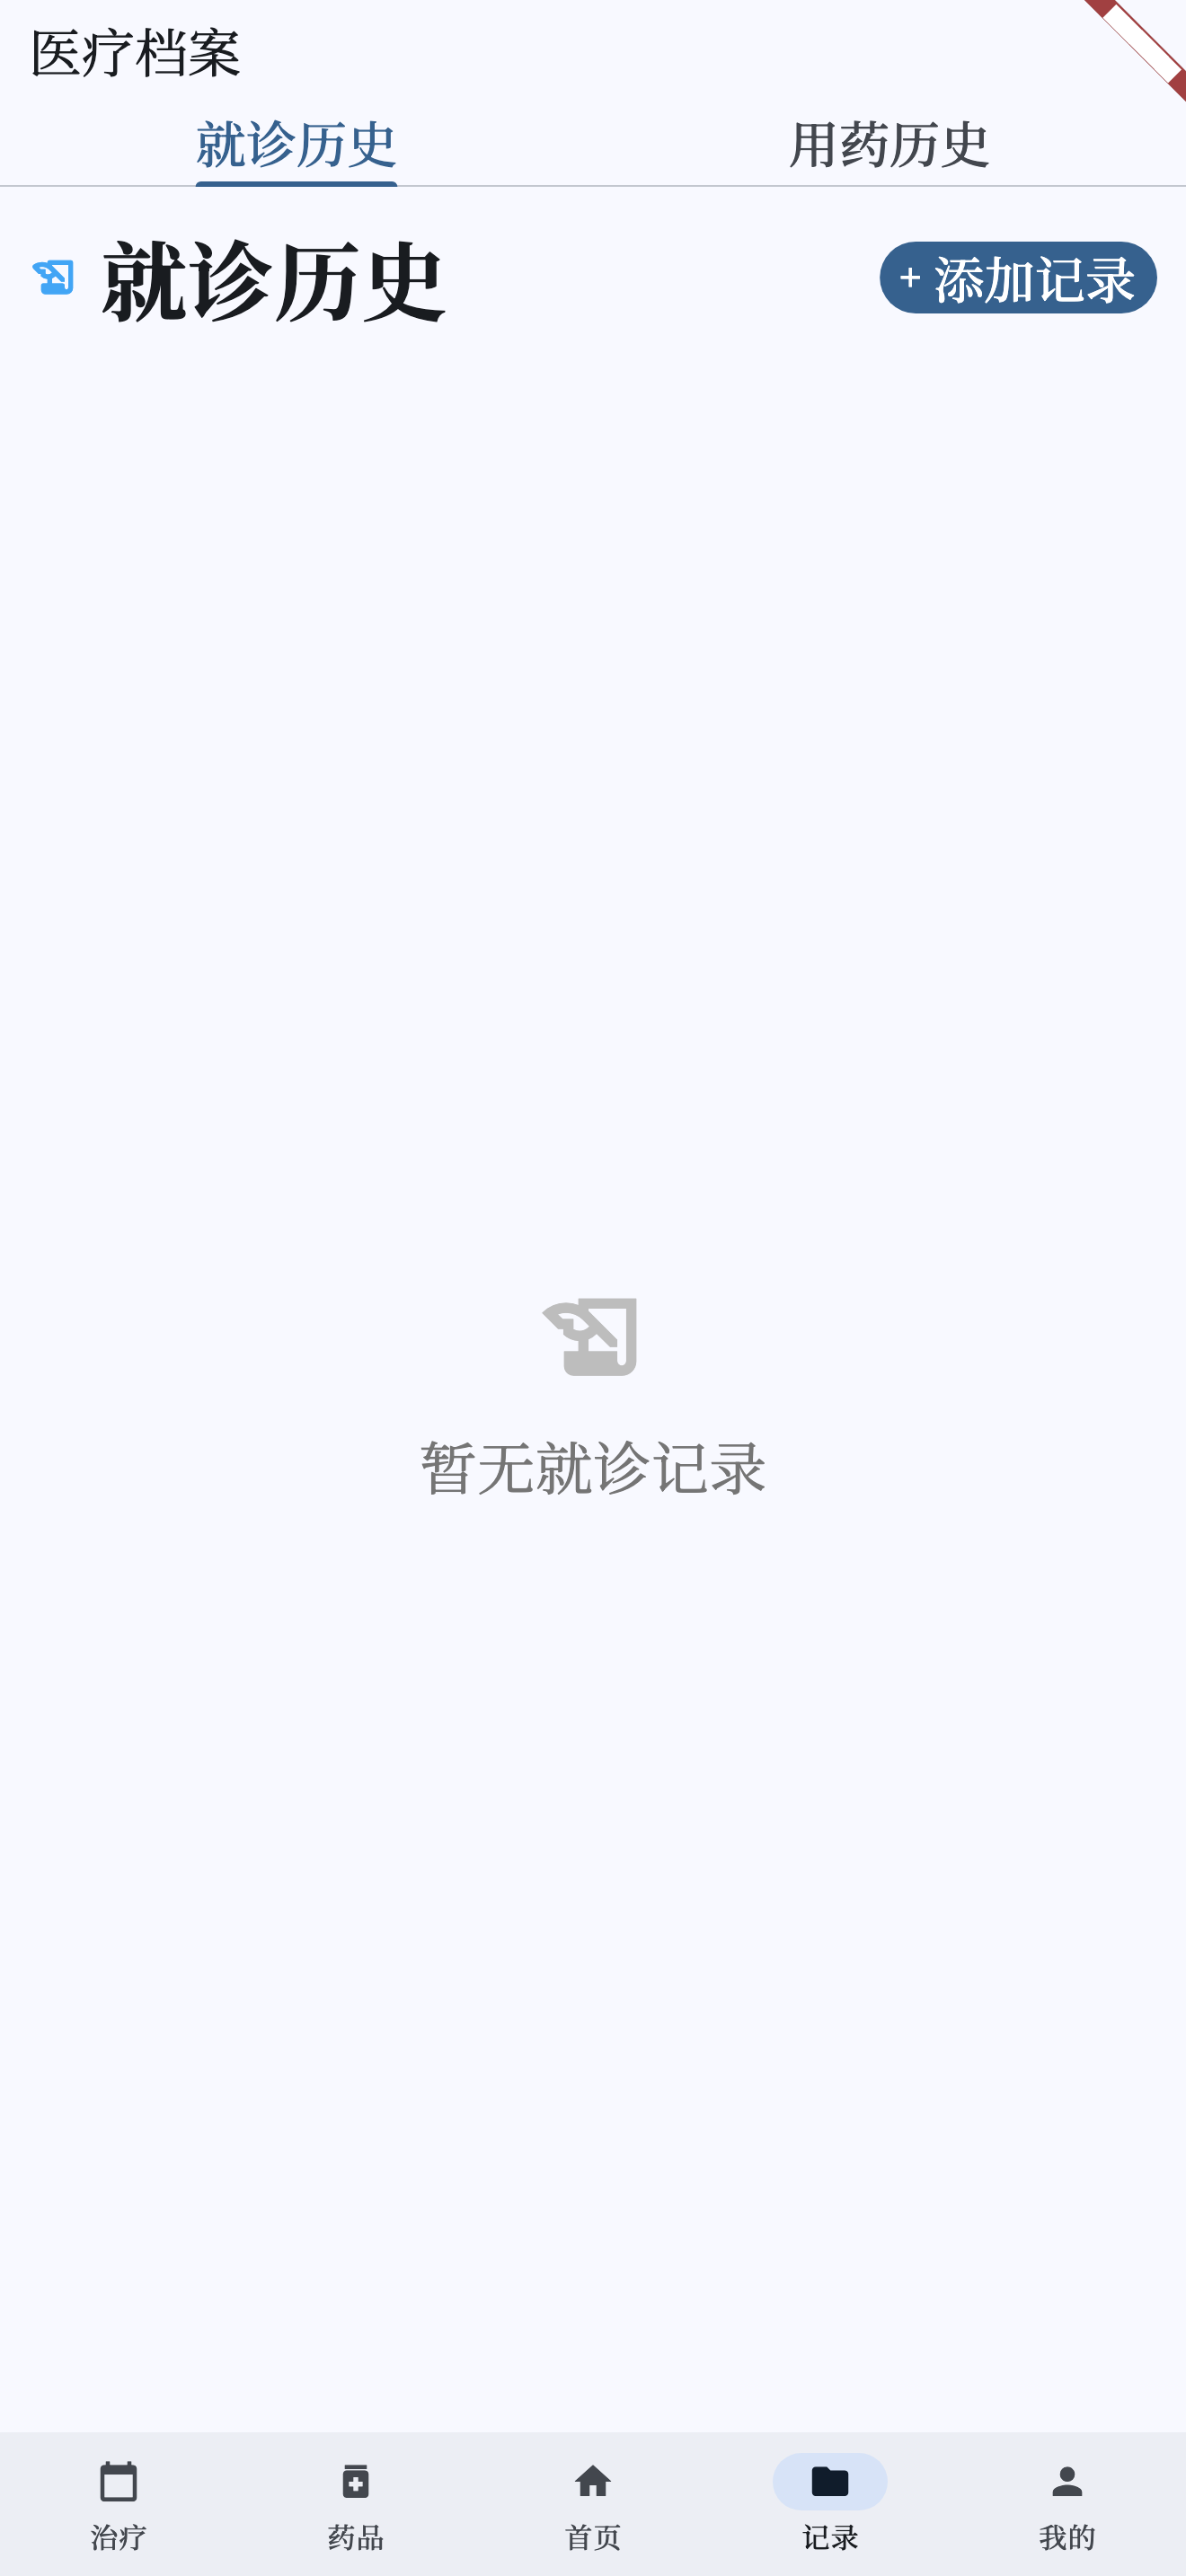 医疗档案
就诊历史 用药历史
就诊历史 + 添加记录
暂无就诊记录
治疗 药品 首页 记录 我的